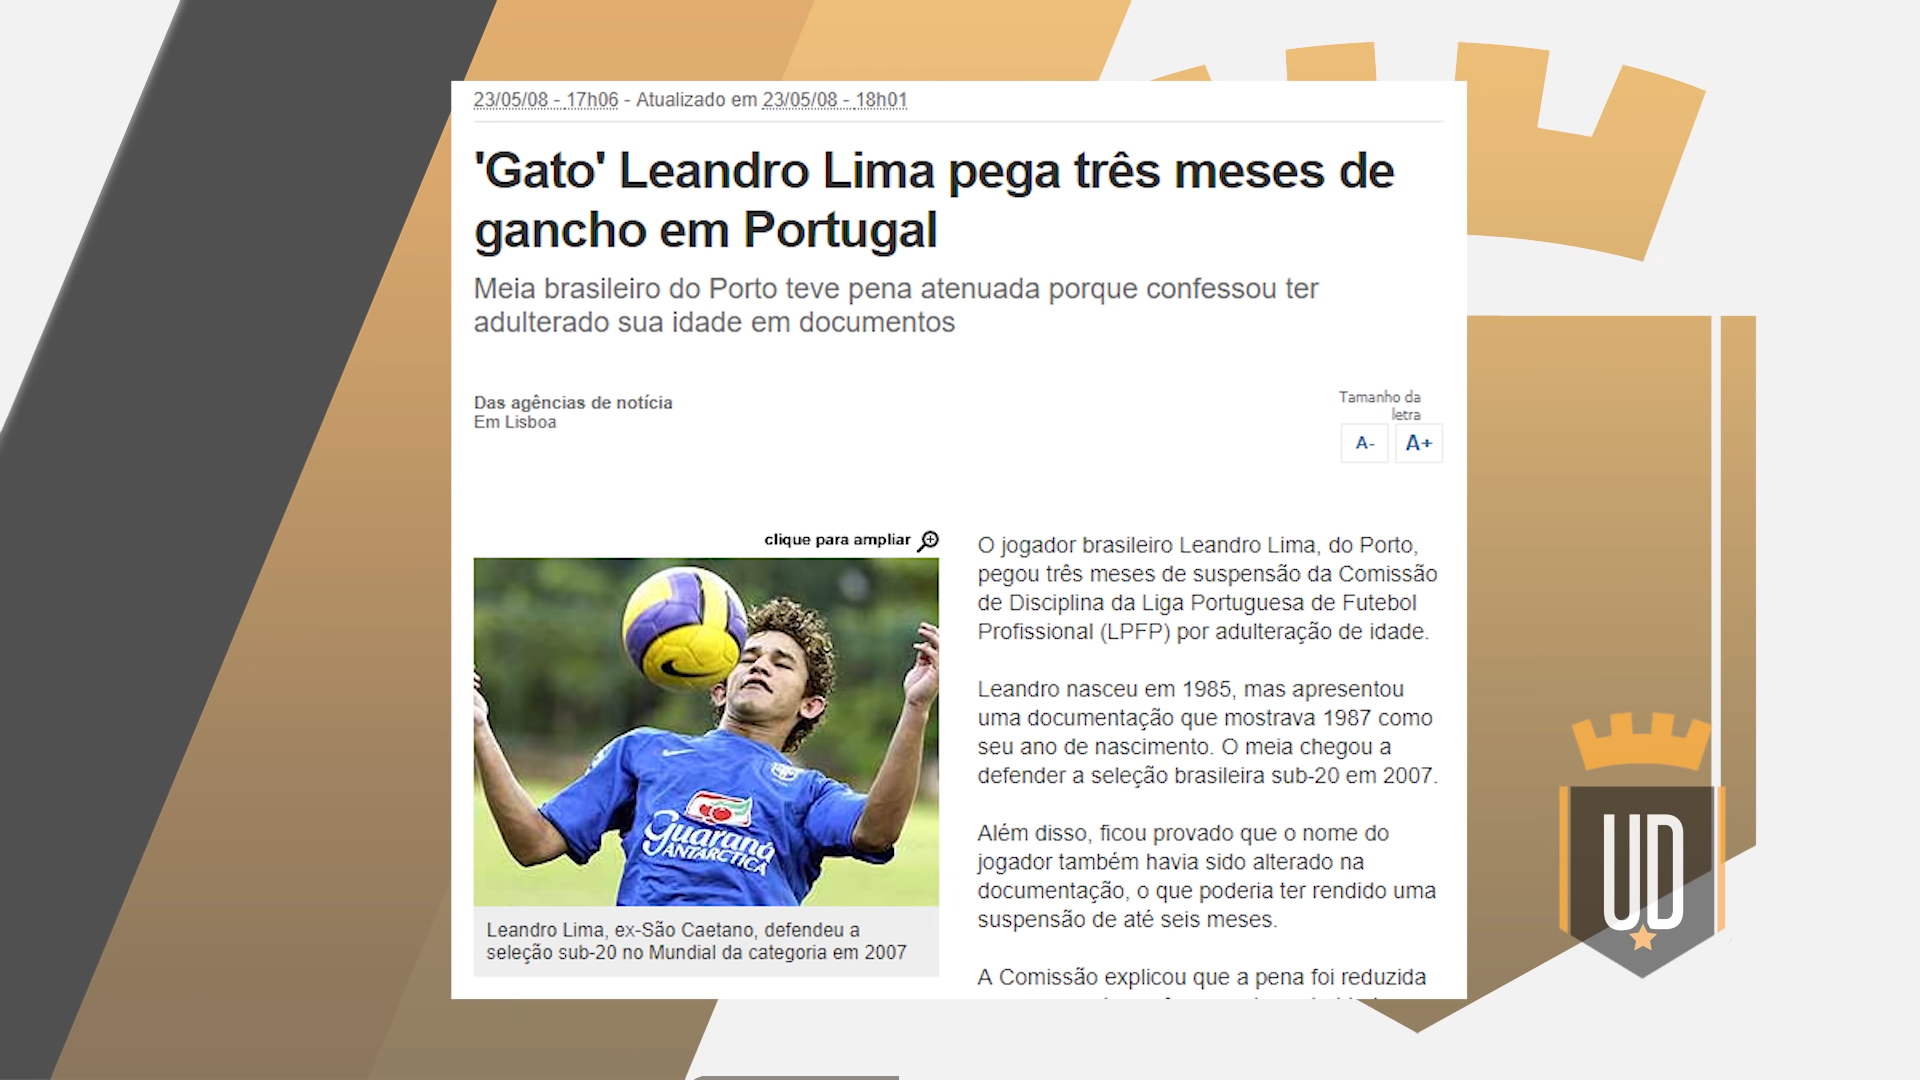 23/05/08 - 17h06 - Atualizado em 23/05/08 - 18h01
'Gato' Leandro Lima pega três meses de
gancho em Portugal
Meia brasileiro do Porto teve pena atenuada porque confessou ter
adulterado sua idade em documentos
Das agências de notícia
Em Lisboa
Tamanho da
letra
A- A+
clique para ampliar
Guaraná
ANTARCTICA
Leandro Lima, ex-São Caetano, defendeu a
seleção sub-20 no Mundial da categoria em 2007
O jogador brasileiro Leandro Lima, do Porto,
pegou três meses de suspensão da Comissão
de Disciplina da Liga Portuguesa de Futebol
Profissional (LPFP) por adulteração de idade.
Leandro nasceu em 1985, mas apresentou
uma documentação que mostrava 1987 como
seu ano de nascimento. O meia chegou a
defender a seleção brasileira sub-20 em 2007.
Além disso, ficou provado que o nome do
jogador também havia sido alterado na
documentação, o que poderia ter rendido uma
suspensão de até seis meses.
A Comissão explicou que a pena foi reduzida
UD